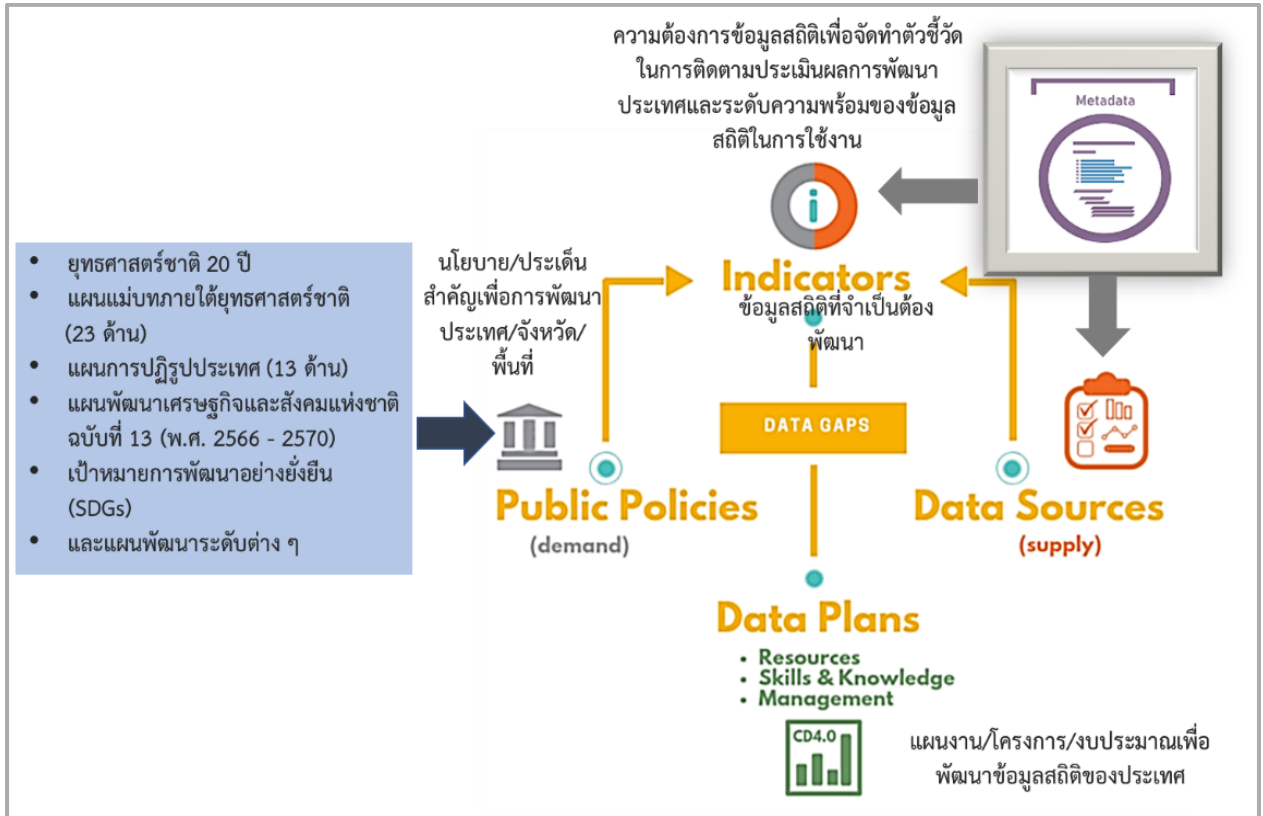 ความต้องการข้อมูลสถิติเพื่อจัดทำตัวชี้วัด
ในการติดตามประเมินผลการพัฒนา
ประเทศและระดับความพร้อมของข้อมูล
สถิติในการใช้งาน
Metadata
• ยุทธศาสตร์ชาติ 20 ปี
• แผนแม่บทภายใต้ยุทธศาสตร์ชาติ
(23 ด้าน)
• แผนการปฏิรูปประเทศ (13 ด้าน)
• แผนพัฒนาเศรษฐกิจและสังคมแห่งชาติ
ฉบับที่ 13 (พ.ศ. 2566 - 2570)
• เป้าหมายการพัฒนาอย่างยั่งยืน
(SDGs)
• และแผนพัฒนาระดับต่าง ๆ
นโยบาย/ประเด็น
สำคัญเพื่อการพัฒนา
ประเทศ/จังหวัด/
พื้นที่
i
Indicators
ข้อมูลสถิติที่จำเป็นต้อง
พัฒนา
DATA GAPS
Public Policies
(demand)
Data Sources
(supply)
Data Plans
• Resources
• Skills & Knowledge
• Management
CD4.0
แผนงาน/โครงการ/งบประมาณเพื่อ
พัฒนาข้อมูลสถิติของประเทศ